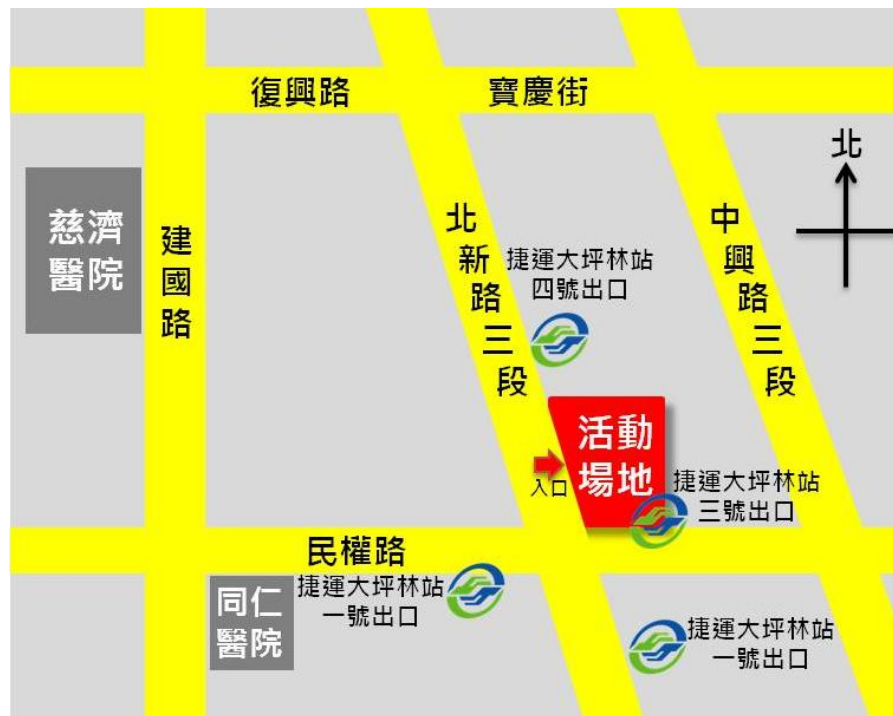 復興路
寶慶街
北
慈濟
醫院
建國路
北新路三段
中興路三段
捷運大坪林站
四號出口
活動
場地
入口
捷運大坪林站
三號出口
民權路
同仁
醫院
捷運大坪林站
一號出口
捷運大坪林站
一號出口